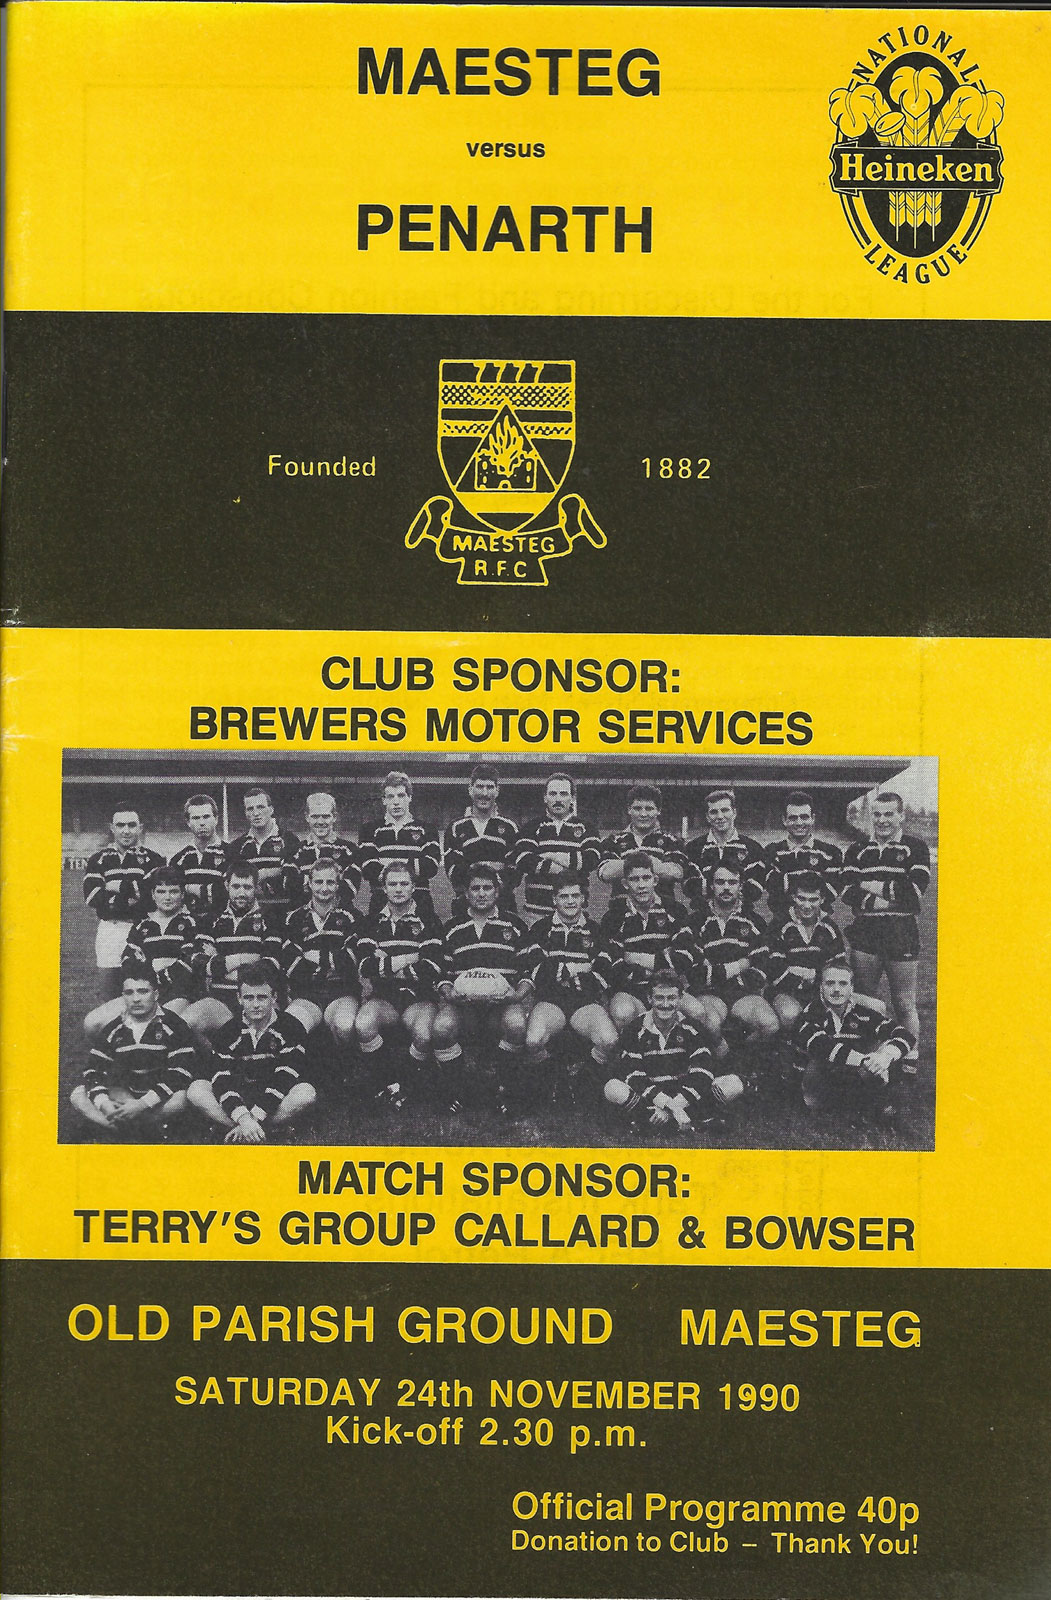 MAESTEG
versus
PENARTH
NATIONAL
Heineken
LEAGUE
Founded
1882
MAESTEG
R.F.C
CLUB SPONSOR:
BREWERS MOTOR SERVICES
MATCH SPONSOR:
TERRY'S GROUP CALLARD & BOWSER
OLD PARISH GROUND MAESTEG
SATURDAY 24th NOVEMBER 1990
Kick-off 2.30 p.m.
Official Programme 40p
Donation to Club – Thank You!